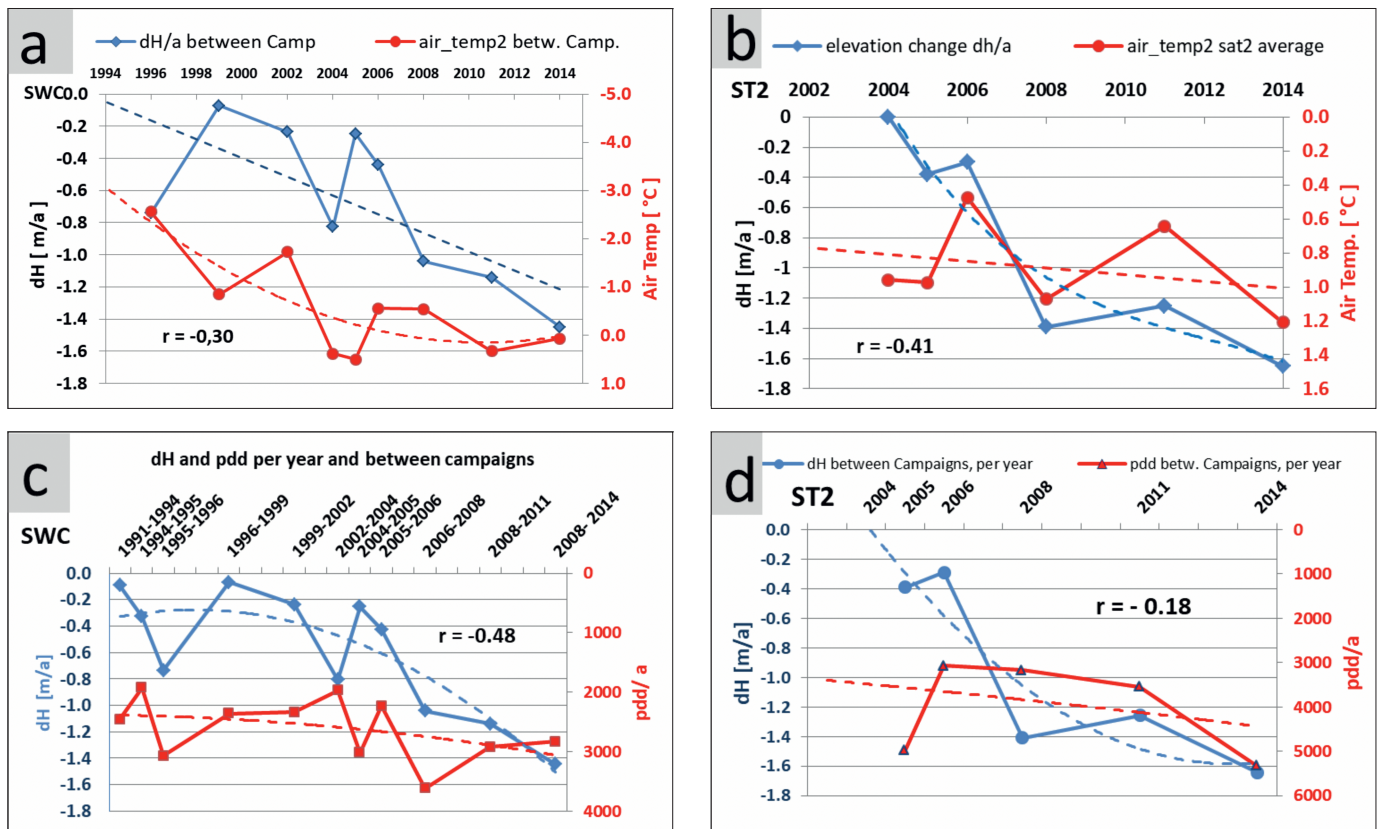 a
dH/a between Camp
air_temp2 betw. Camp.
1994 1996 1998 2000 2002 2004 2006 2008 2010 2012 2014
SWC
0.0 -0.2 -0.4 -0.6 -0.8 -1.0 -1.2 -1.4 -1.6 -1.8
dH [m/a ]
-5.0 -4.0 -3.0 -2.0 -1.0 0.0 1.0
Air Temp [ °C]
r = -0,30
b
elevation change dh/a
air_temp2 sat2 average
ST2
2002 2004 2006 2008 2010 2012 2014
0 -0.2 -0.4 -0.6 -0.8 -1 -1.2 -1.4 -1.6 -1.8
dH [m/a ]
0.0 0.2 0.4 0.6 0.8 1.0 1.2 1.4 1.6
Air Temp. [ °C]
r = -0.41
c
dH and pdd per year and between campaigns
SWC
1991-1994
1994-1995
1995-1996
1996-1999
1999-2002
2002-2004
2004-2005
2005-2006
2006-2008
2008-2011
2008-2014
0.0 -0.2 -0.4 -0.6 -0.8 -1.0 -1.2 -1.4 -1.6 -1.8
dH [m/a]
0 1000 2000 3000 4000
pdd/ a
r = -0.48
d
dH between Campaigns, per year
pdd betw. Campaigns, per year
ST2
2004 2005 2006 2008 2011 2014
0.0 -0.2 -0.4 -0.6 -0.8 -1.0 -1.2 -1.4 -1.6 -1.8
dH [m/a]
0 1000 2000 3000 4000 5000 6000
pdd/a
r = - 0.18